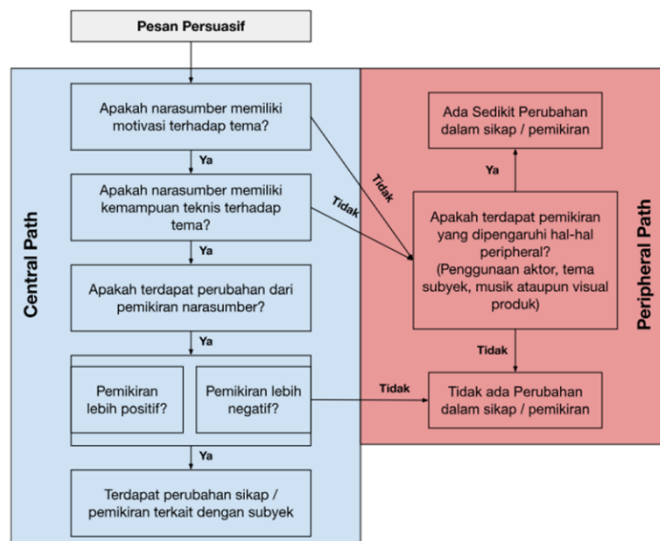 Pesan Persuasif
Central Path
Apakah narasumber memiliki
motivasi terhadap tema?
Ya
Tidak
Apakah narasumber memiliki
kemampuan teknis terhadap
tema?
Ya
Tidak
Apakah terdapat perubahan dari
pemikiran narasumber?
Ya
Pemikiran
lebih positif?
Pemikiran lebih
negatif?
Tidak
Ya
Terdapat perubahan sikap /
pemikiran terkait dengan subyek
Peripheral Path
Ada Sedikit Perubahan
dalam sikap / pemikiran
Ya
Apakah terdapat pemikiran
yang dipengaruhi hal-hal
peripheral?
(Penggunaan aktor, tema
subyek, musik ataupun visual
produk)
Tidak
Tidak ada Perubahan
dalam sikap / pemikiran